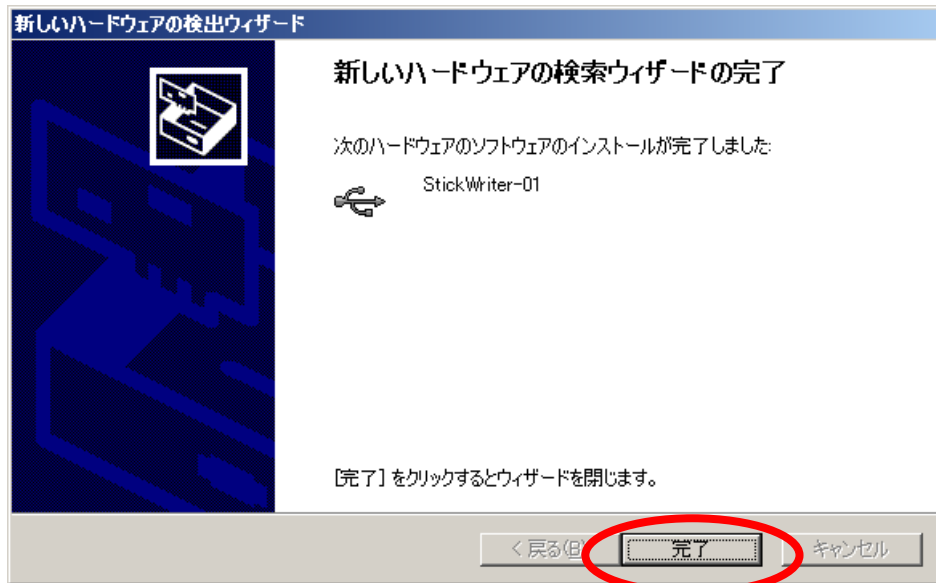 新しいハードウェアの検出ウィザード
新しいハードウェアの検索ウィザードの完了
次のハードウェアのソフトウェアのインストールが完了しました:
StickWriter-01
[完了] をクリックするとウィザードを閉じます。
< 戻る(B) 完了 キャンセル